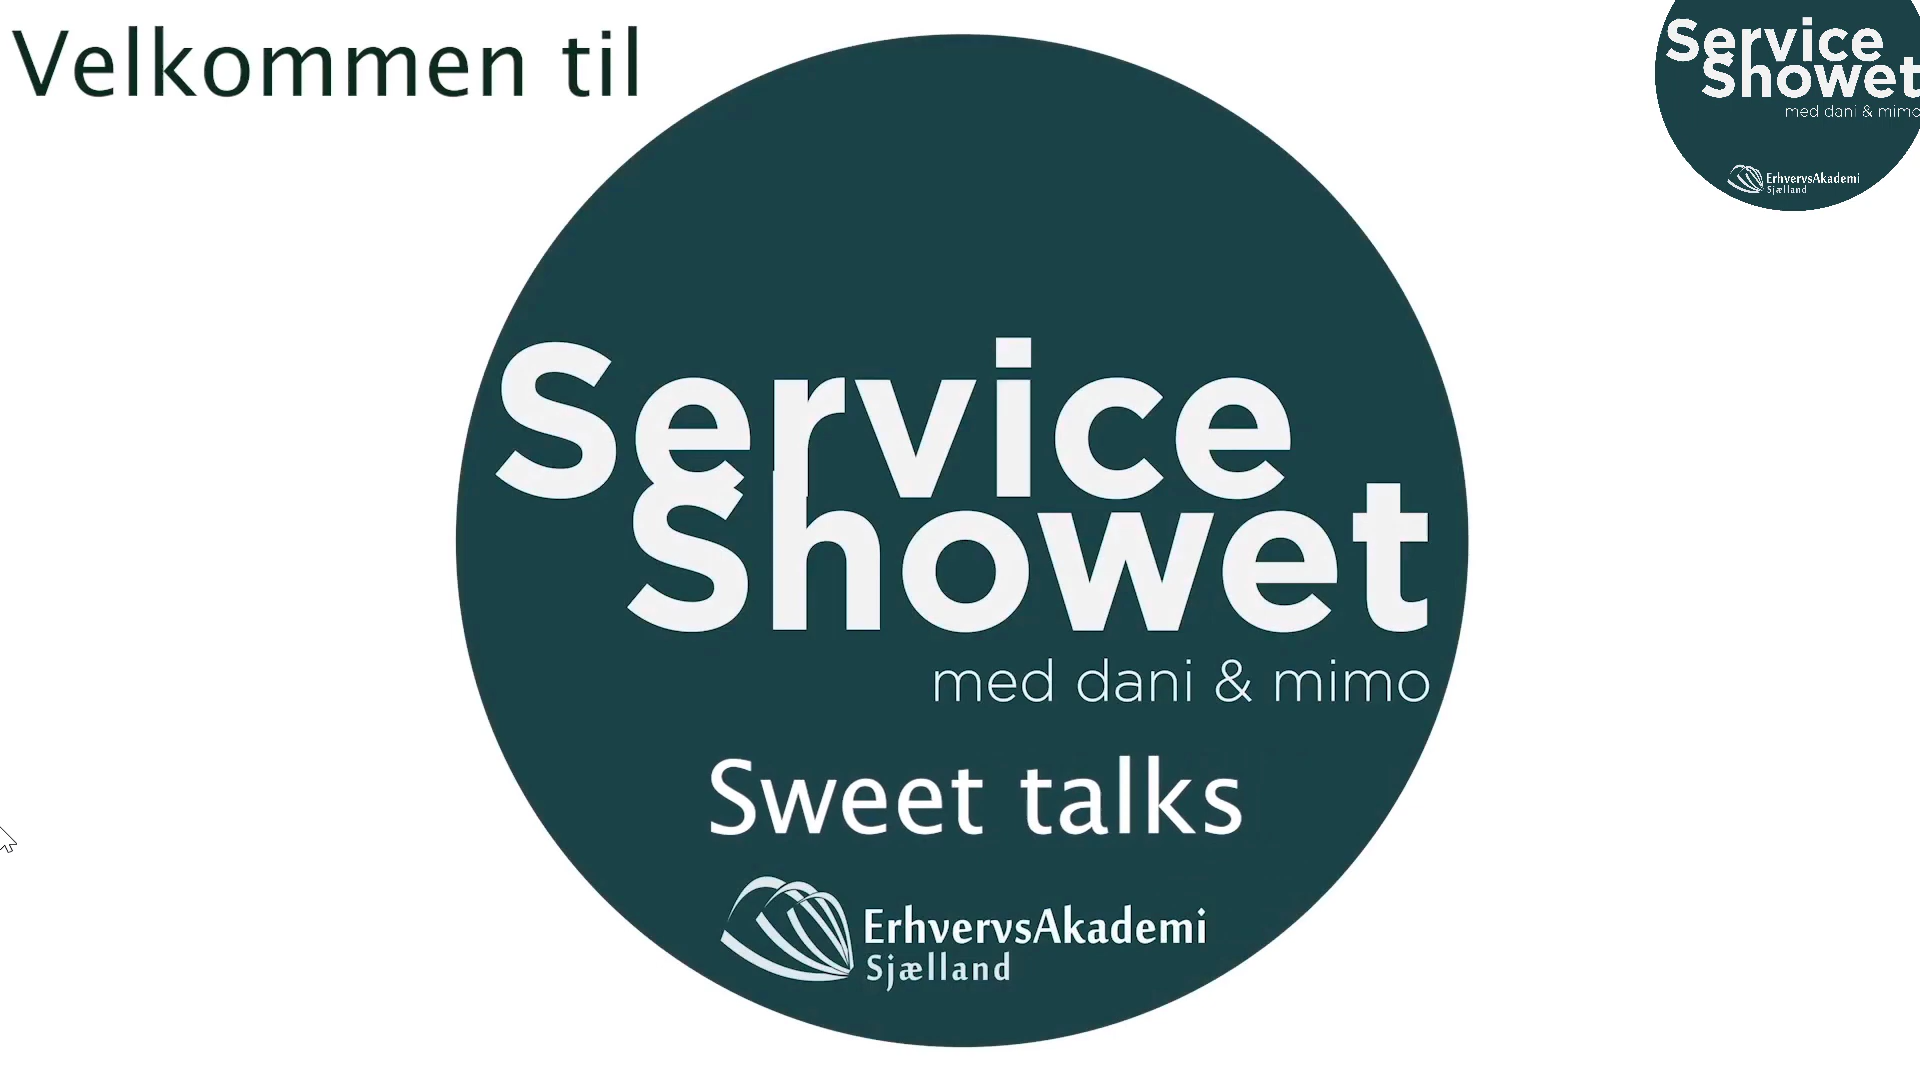 Velkommen til
Service
Showet
med dani & mimo
Sweet talks
ErhvervsAkademi
Sjælland
Service
Showet
med dani & mimo
ErhvervsAkademi
Sjælland